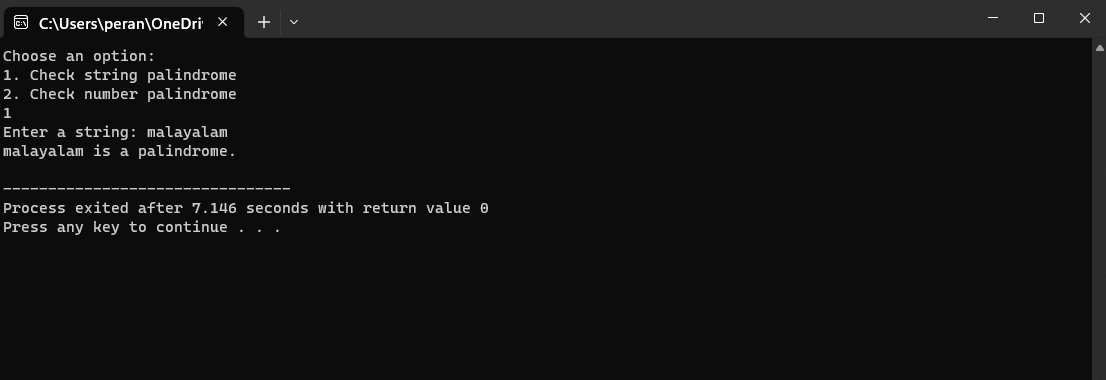 C:\Users\peran\OneDri
Choose an option:
1. Check string palindrome
2. Check number palindrome
1
Enter a string: malayalam
malayalam is a palindrome.
--------------------------------
Process exited after 7.146 seconds with return value 0
Press any key to continue . . .